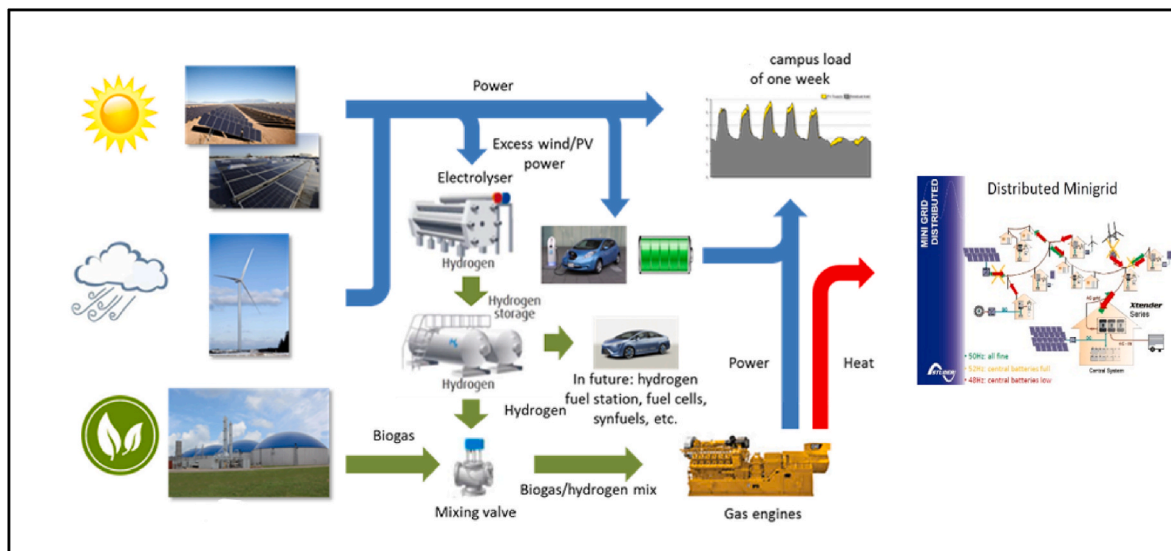 campus load
of one week
Power
Excess wind/PV
power
Electrolyser
Hydrogen
Hydrogen
storage
Hydrogen
In future: hydrogen
fuel station, fuel cells,
synfuels, etc.
Hydrogen
Biogas
Mixing valve
Biogas/hydrogen mix
Gas engines
Power
Heat
Distributed Minigrid
MINI GRID
DISTRIBUTED
Xtender
Series
Central System
• 50Hz: all fine
• 52Hz: central batteries full
• 48Hz: central batteries low
STUDER